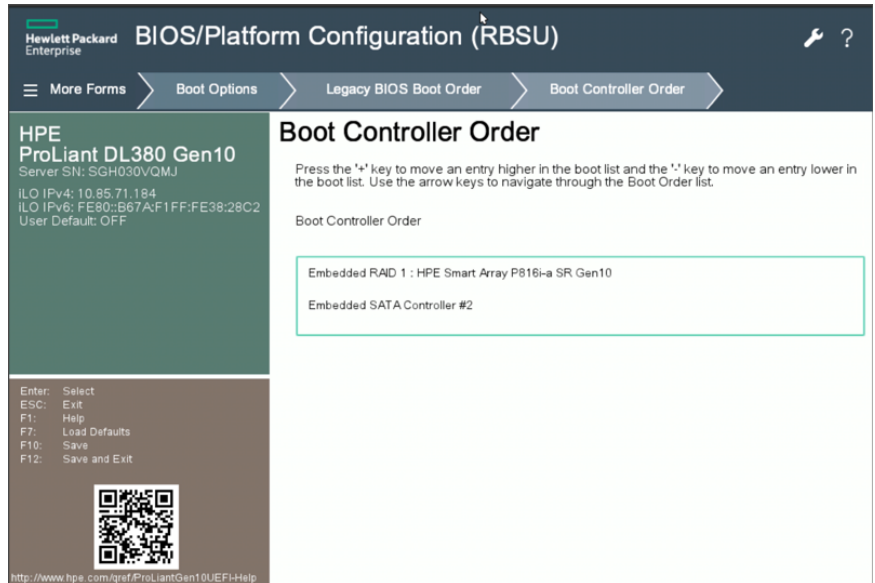 Hewlett Packard
Enterprise
BIOS/Platform Configuration (RBSU)
?
More Forms
Boot Options
Legacy BIOS Boot Order
Boot Controller Order
HPE
ProLiant DL380 Gen10
Server SN: SGH030VQMJ
iLO IPv4: 10.85.71.184
iLO IPv6: FE80::B67A:F1FF:FE38:28C2
User Default: OFF
Enter: Select
ESC: Exit
F1: Help
F7: Load Defaults
F10: Save
F12: Save and Exit
http://www.hpe.com/qref/ProLiantGen10UEFI-Help
Boot Controller Order
Press the '+' key to move an entry higher in the boot list and the '-' key to move an entry lower in
the boot list. Use the arrow keys to navigate through the Boot Order list.
Boot Controller Order
Embedded RAID 1 : HPE Smart Array P816i-a SR Gen10
Embedded SATA Controller #2